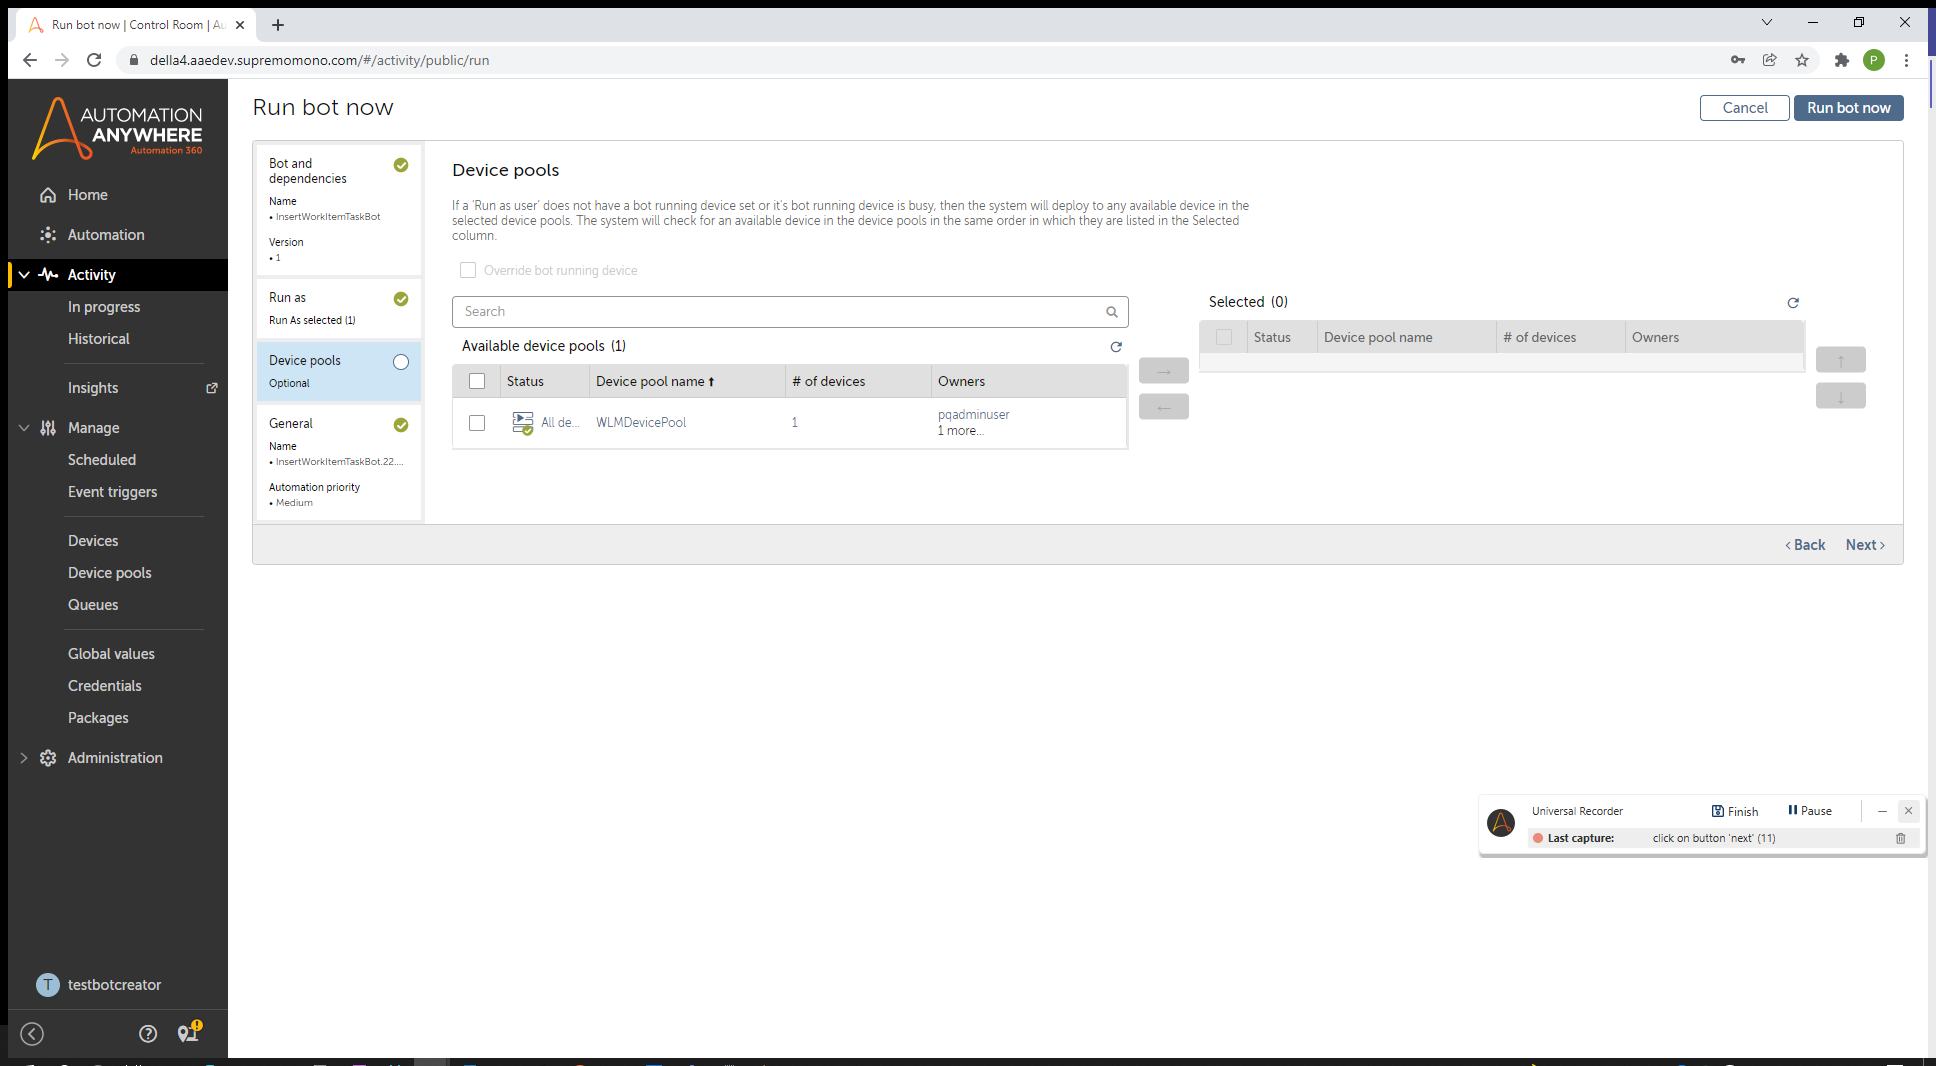 Run bot now | Control Room | Au
della4.aaedev.supremomono.com/#/activity/public/run
P
AUTOMATION
ANYWHERE
Automation 360
Home
Automation
Activity
In progress
Historical
Insights
Manage
Scheduled
Event triggers
Devices
Device pools
Queues
Global values
Credentials
Packages
Administration
T testbotcreator
Run bot now
Cancel
Run bot now
Bot and
dependencies
Name
• InsertWorkItemTaskBot
Version
• 1
Run as
Run As selected (1)
Device pools
Optional
General
Name
• InsertWorkItemTaskBot.22....
Automation priority
• Medium
Device pools
If a 'Run as user' does not have a bot running device set or it's bot running device is busy, then the system will deploy to any available device in the
selected device pools. The system will check for an available device in the device pools in the same order in which they are listed in the Selected
column.
Override bot running device
Search
Available device pools (1)
Status Device pool name # of devices Owners
All de... WLMDevicePool 1 pqadminuser
1 more...
Selected (0)
Status Device pool name # of devices Owners
Back Next
Universal Recorder Finish Pause
Last capture: click on button 'next' (11)